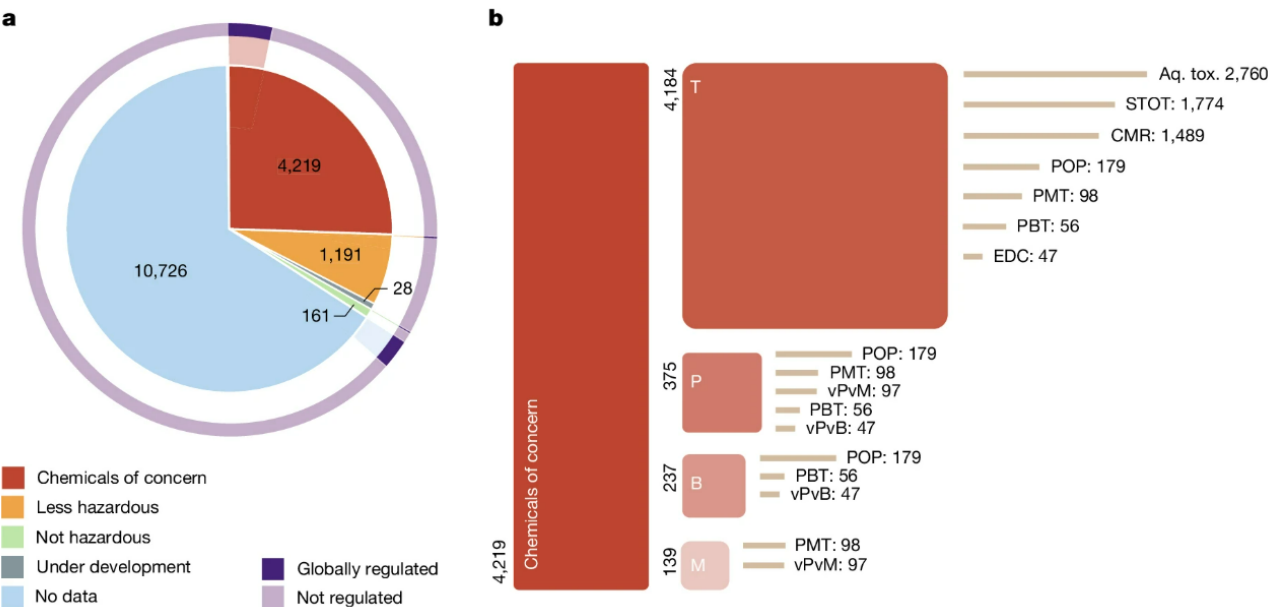 a
4,219
1,191
28
161
10,726
Chemicals of concern
Less hazardous
Not hazardous
Under development
No data
Globally regulated
Not regulated
b
4,219
Chemicals of concern
4,184
T
Aq. tox. 2,760
STOT: 1,774
CMR: 1,489
POP: 179
PMT: 98
PBT: 56
EDC: 47
375
P
POP: 179
PMT: 98
vPvM: 97
PBT: 56
vPvB: 47
237
B
POP: 179
PBT: 56
vPvB: 47
139
M
PMT: 98
vPvM: 97